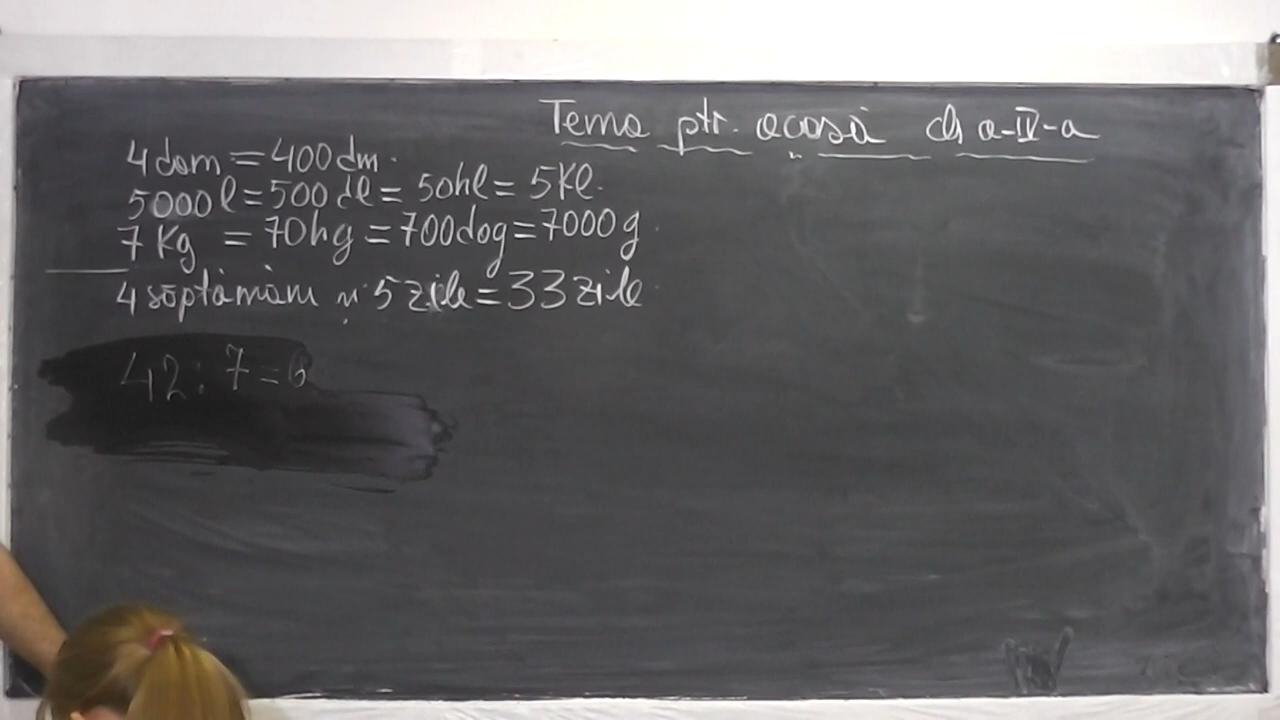 Tema ptr. acasă cls a-IV-a
4 dam = 400 dm.
5000 l = 500 dl = 50 hl = 5 Kl.
7 Kg = 70 hg = 700 dag = 7000 g.
4 săptămâni și 5 zile = 33 zile
42 : 7 = 6